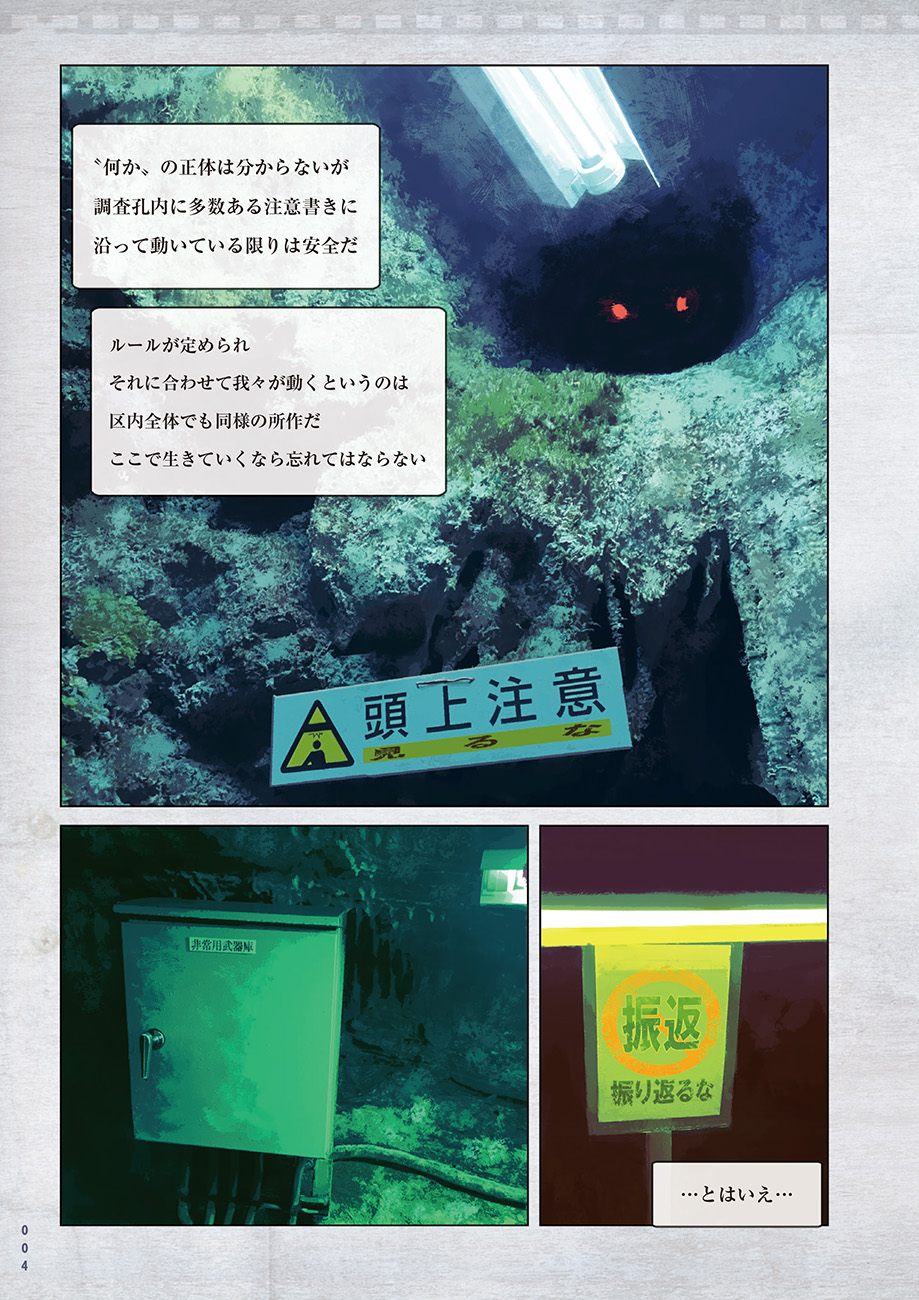 〝何か〟の正体は分からないが
調査孔内に多数ある注意書きに
沿って動いている限りは安全だ
ルールが定められ
それに合わせて我々が動くというのは
区内全体でも同様の所作だ
ここで生きていくなら忘れてはならない
頭上注意
見るな
非常用武器庫
振返
振り返るな
…とはいえ…
004